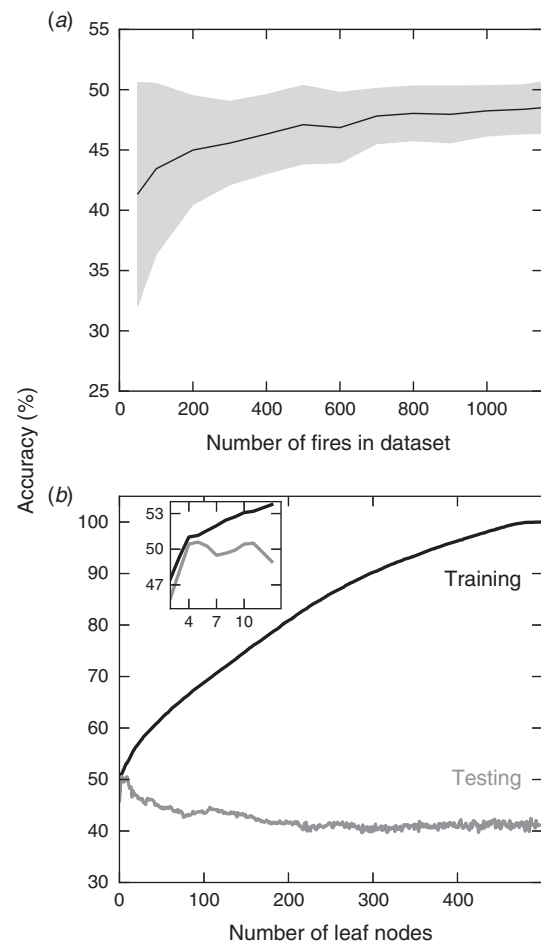 (a)
55
50
45
40
35
30
25
0 200 400 600 800 1000
Number of fires in dataset
Accuracy (%)
(b)
100
90
80
70
60
50
40
30
53
50
47
4 7 10
Training
Testing
0 100 200 300 400
Number of leaf nodes